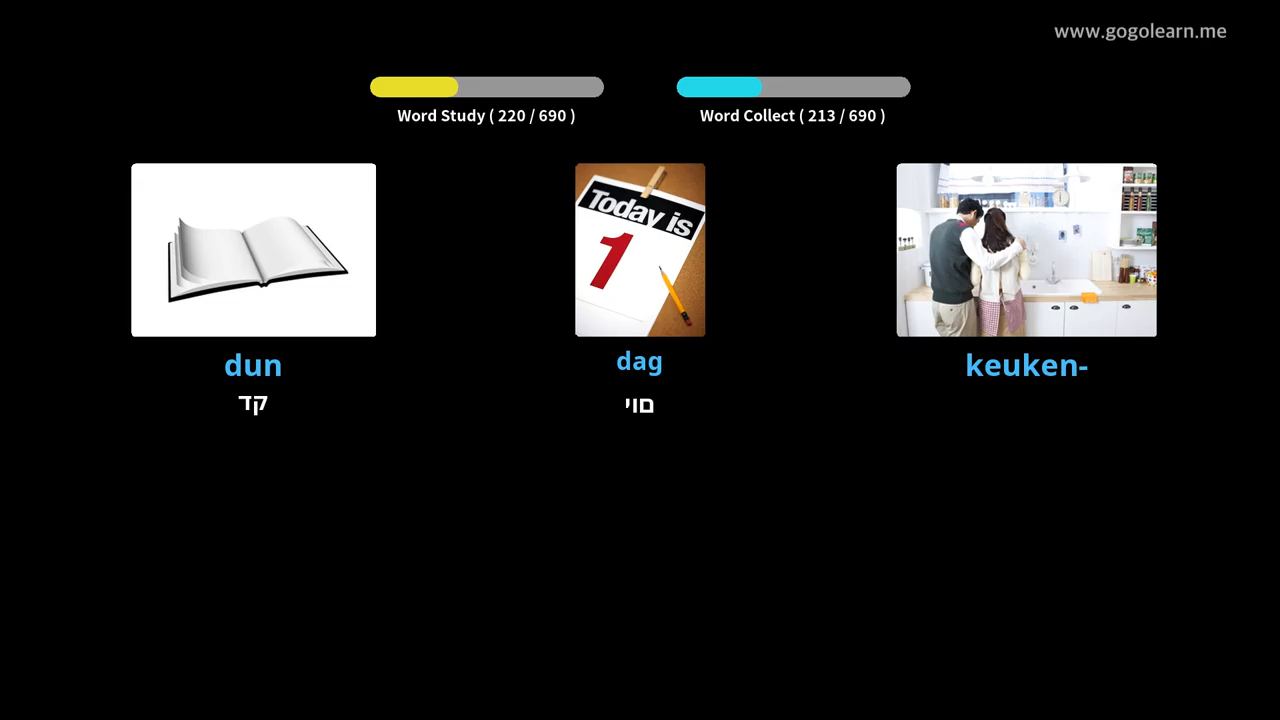 www.gogolearn.me
Word Study ( 220 / 690 )
Word Collect ( 213 / 690 )
Today is
1
dun
dag
keuken-
דק
יום